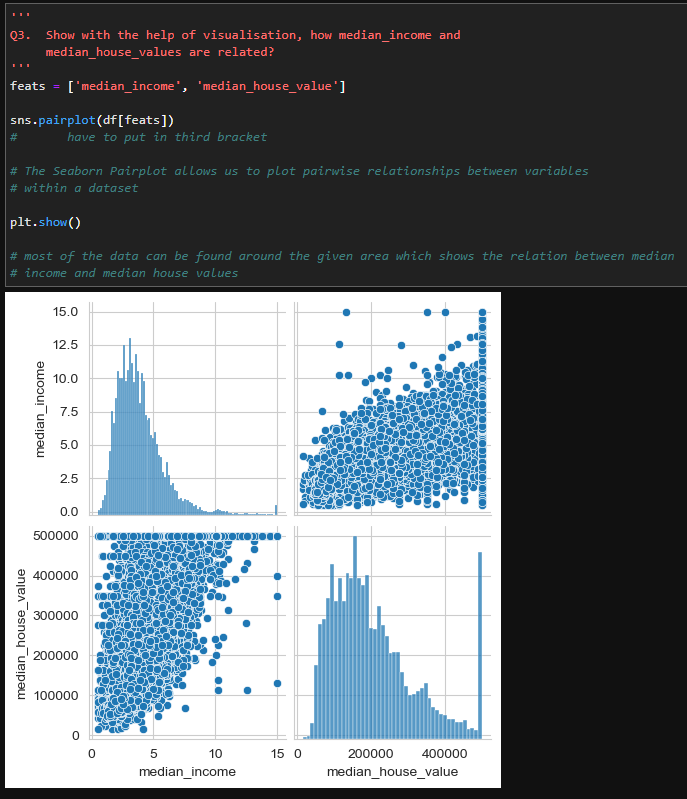 '''
Q3.  Show with the help of visualisation, how median_income and
     median_house_values are related?
'''
feats = ['median_income', 'median_house_value']
sns.pairplot(df[feats])
#       have to put in third bracket
# The Seaborn Pairplot allows us to plot pairwise relationships between variables
# within a dataset
plt.show()
# most of the data can be found around the given area which shows the relation between median
# income and median house values
15.0
12.5
10.0
7.5
5.0
2.5
0.0
median_income
500000
400000
300000
200000
100000
0
median_house_value
0 5 10 15
median_income
0 200000 400000
median_house_value